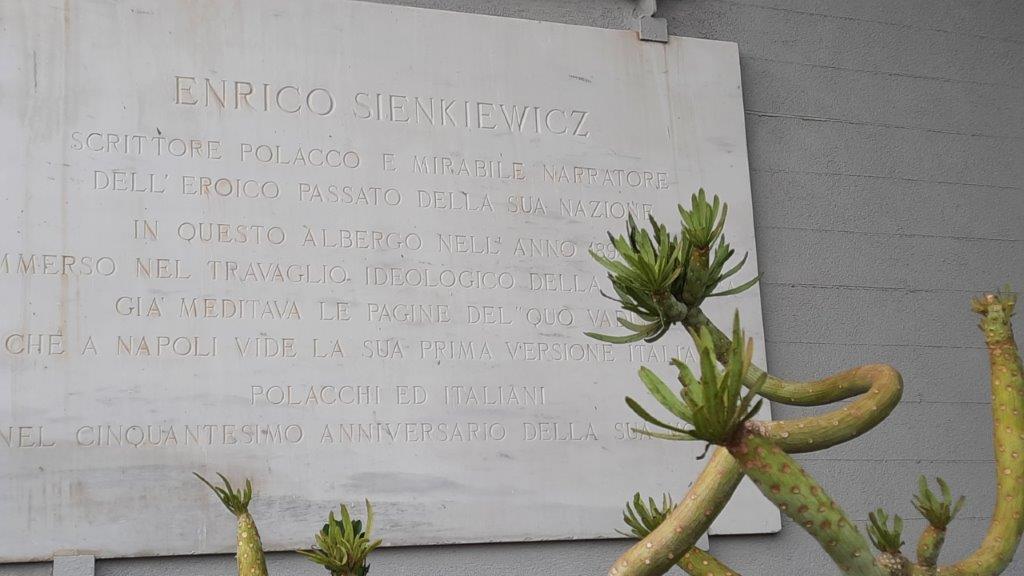 ENRICO SIENKIEWICZ
SCRITTORE POLACCO E MIRABILE NARRATORE
DELL' EROICO PASSATO DELLA SUA NAZIONE
IN QUESTO ALBERGO NELL' ANNO
NEL TRAVAGLIO IDEOLOGICO DELLA
GIA' MEDITAVA LE PAGINE DEL "QUO
CHE A NAPOLI VIDE LA SUA PRIMA VERSIONE
POLACCHI ED ITALIANI
NEL CINQUANTESIMO ANNIVERSARIO DELLA SUA